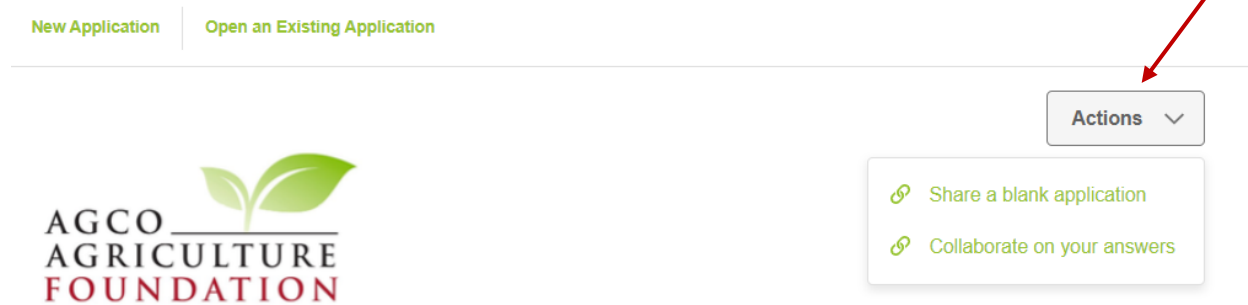 New Application
Open an Existing Application
Actions
Share a blank application
Collaborate on your answers
AGCO
AGRICULTURE
FOUNDATION